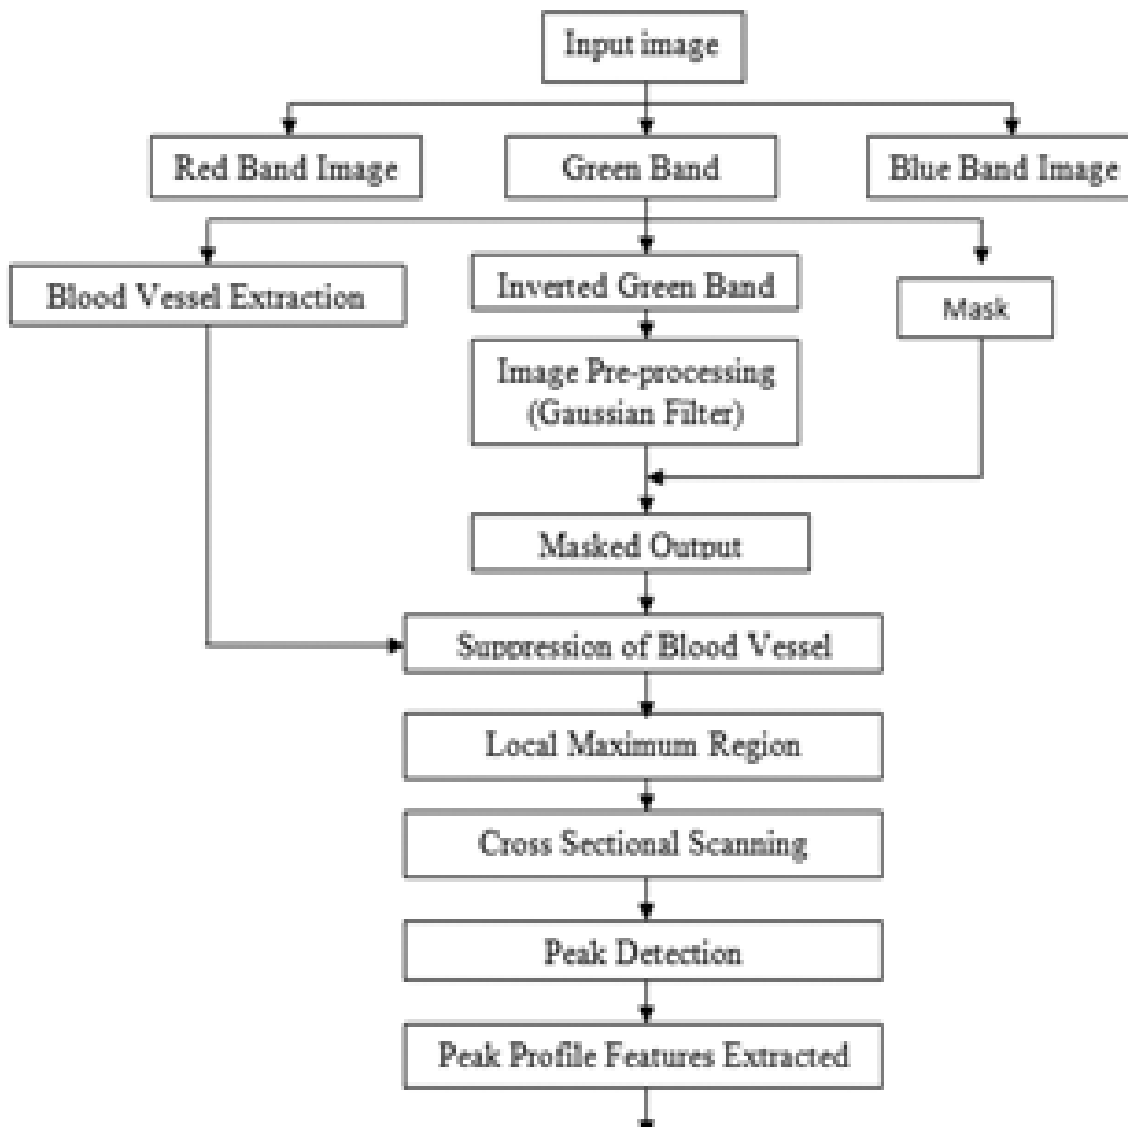 Input image
Red Band Image
Green Band
Blue Band Image
Blood Vessel Extraction
Inverted Green Band
Mask
Image Pre-processing
(Gaussian Filter)
Masked Output
Suppression of Blood Vessel
Local Maximum Region
Cross Sectional Scanning
Peak Detection
Peak Profile Features Extracted